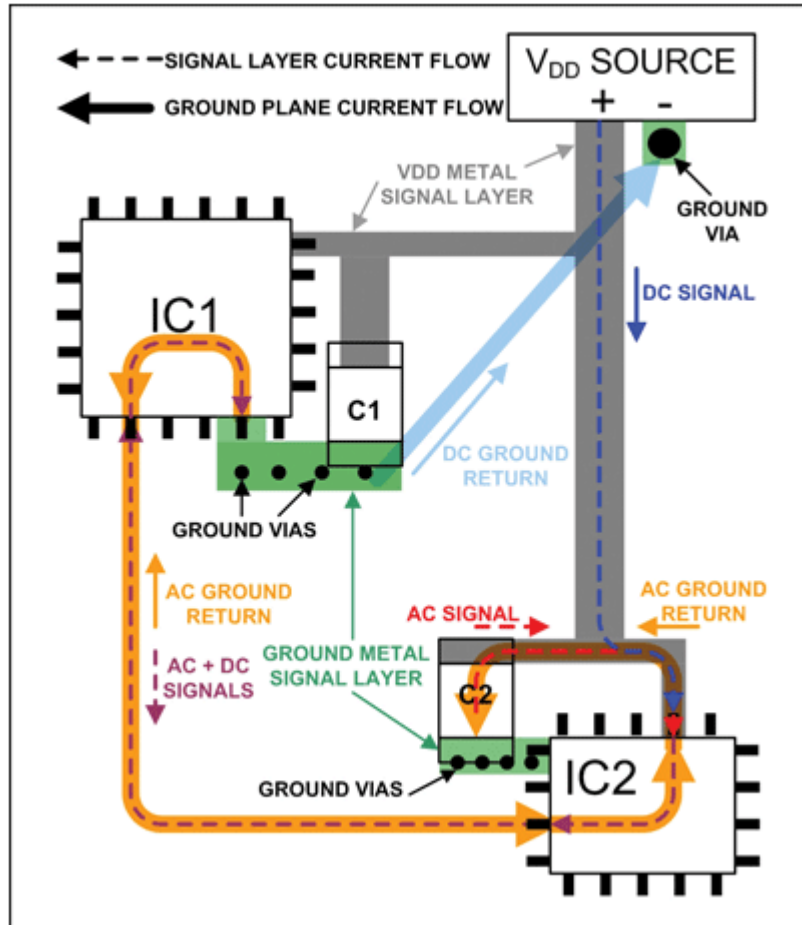 SIGNAL LAYER CURRENT FLOW
GROUND PLANE CURRENT FLOW
VDD SOURCE
+ -
VDD METAL
SIGNAL LAYER
GROUND
VIA
IC1
DC SIGNAL
C1
DC GROUND
RETURN
GROUND VIAS
AC GROUND
RETURN
AC SIGNAL
AC GROUND
RETURN
AC + DC
SIGNALS
GROUND METAL
SIGNAL LAYER
C2
GROUND VIAS
IC2